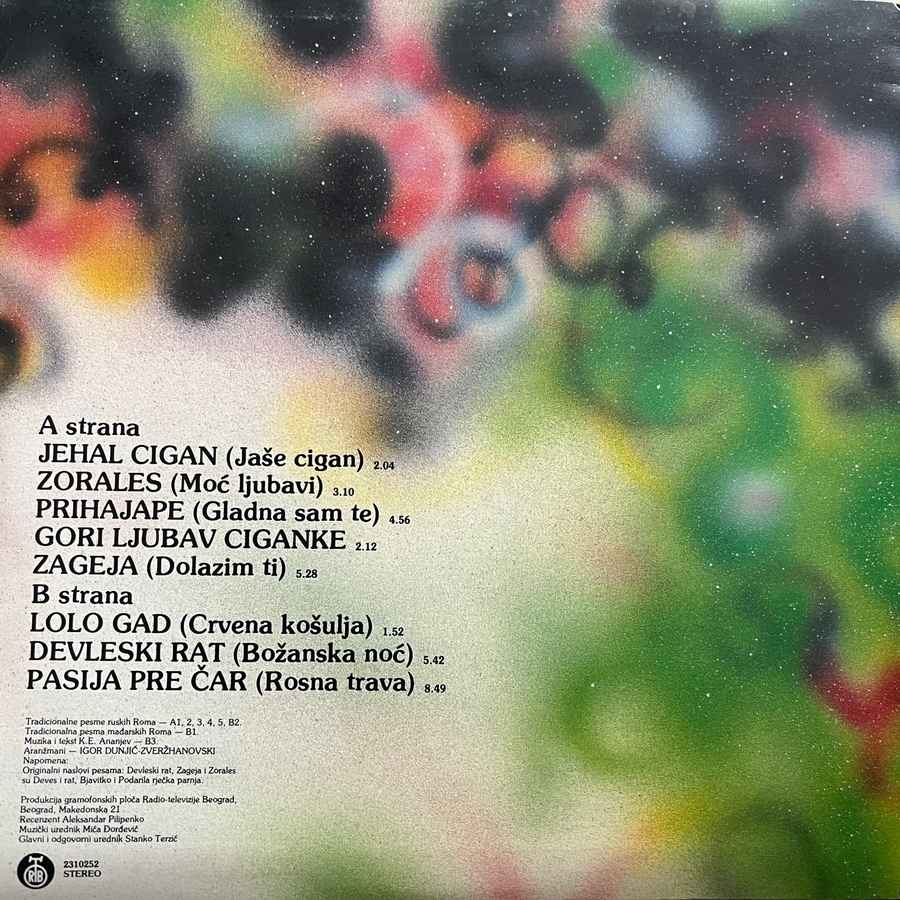 A strana
JEHAL CIGAN (Jaše cigan) 2.04
ZORALES (Moć ljubavi) 3.10
PRIHAJAPE (Gladna sam te) 4.56
GORI LJUBAV CIGANKE 2.12
ZAGEJA (Dolazim ti) 5.28
B strana
LOLO GAD (Crvena košulja) 1.52
DEVLESKI RAT (Božanska noć) 5.42
PASIJA PRE ČAR (Rosna trava) 8.49
Tradicionalne pesme ruskih Roma — A1, 2, 3, 4, 5, B2.
Tradicionalna pesma mađarskih Roma — B1.
Muzika i tekst K.E. Ananjev — B3.
Aranžmani — IGOR DUNJIĆ-ZVERŽHANOVSKI
Napomena:
Originalni naslovi pesama: Devleski rat, Zageja i Zorales
su Deves i rat, Bjavitko i Podarila rječka parnja.
Produkcija gramofonskih ploča Radio-televizije Beograd,
Beograd, Makedonska 21
Recenzent Aleksandar Pilipenko
Muzički urednik Mića Đorđević
Glavni i odgovorni urednik Stanko Terzić
RTB
2310252
STEREO